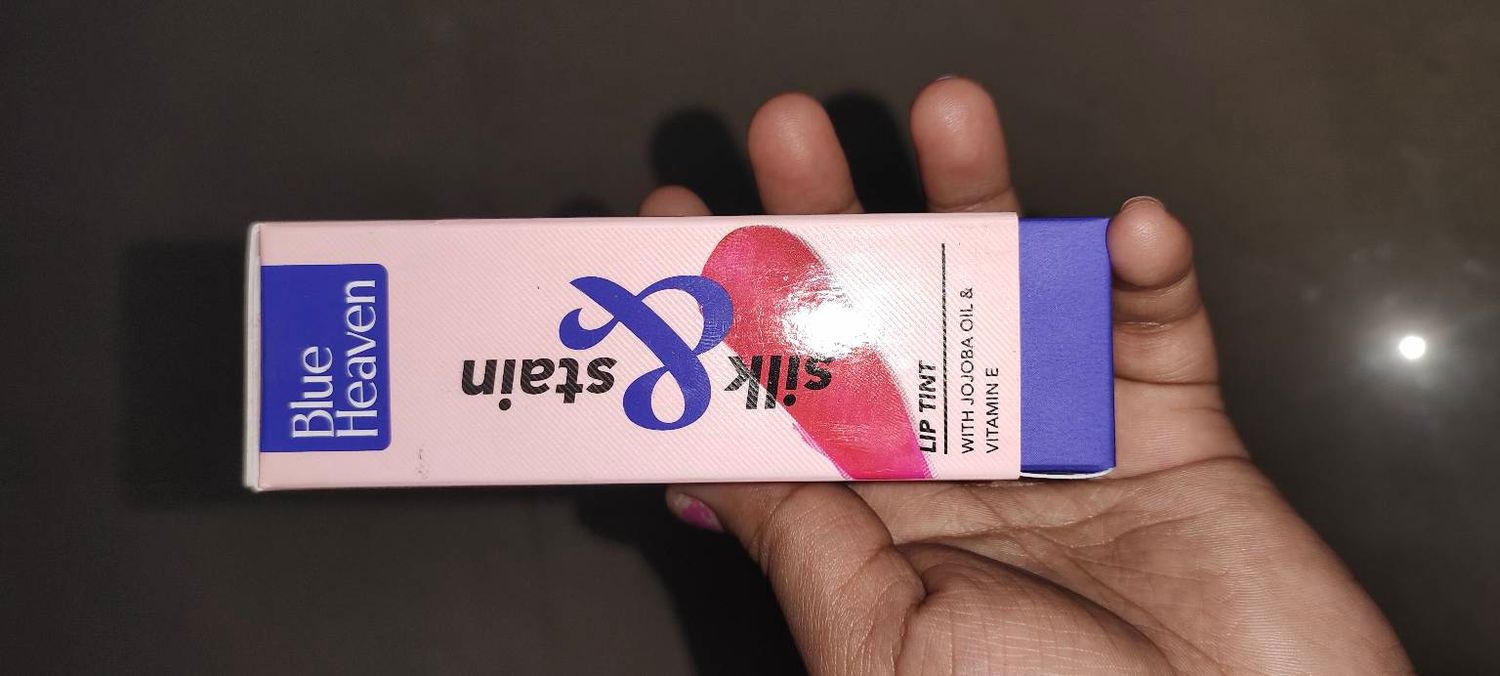 Blue
Heaven
silk
&
stain
LIP TINT
WITH JOJOBA OIL &
VITAMIN E